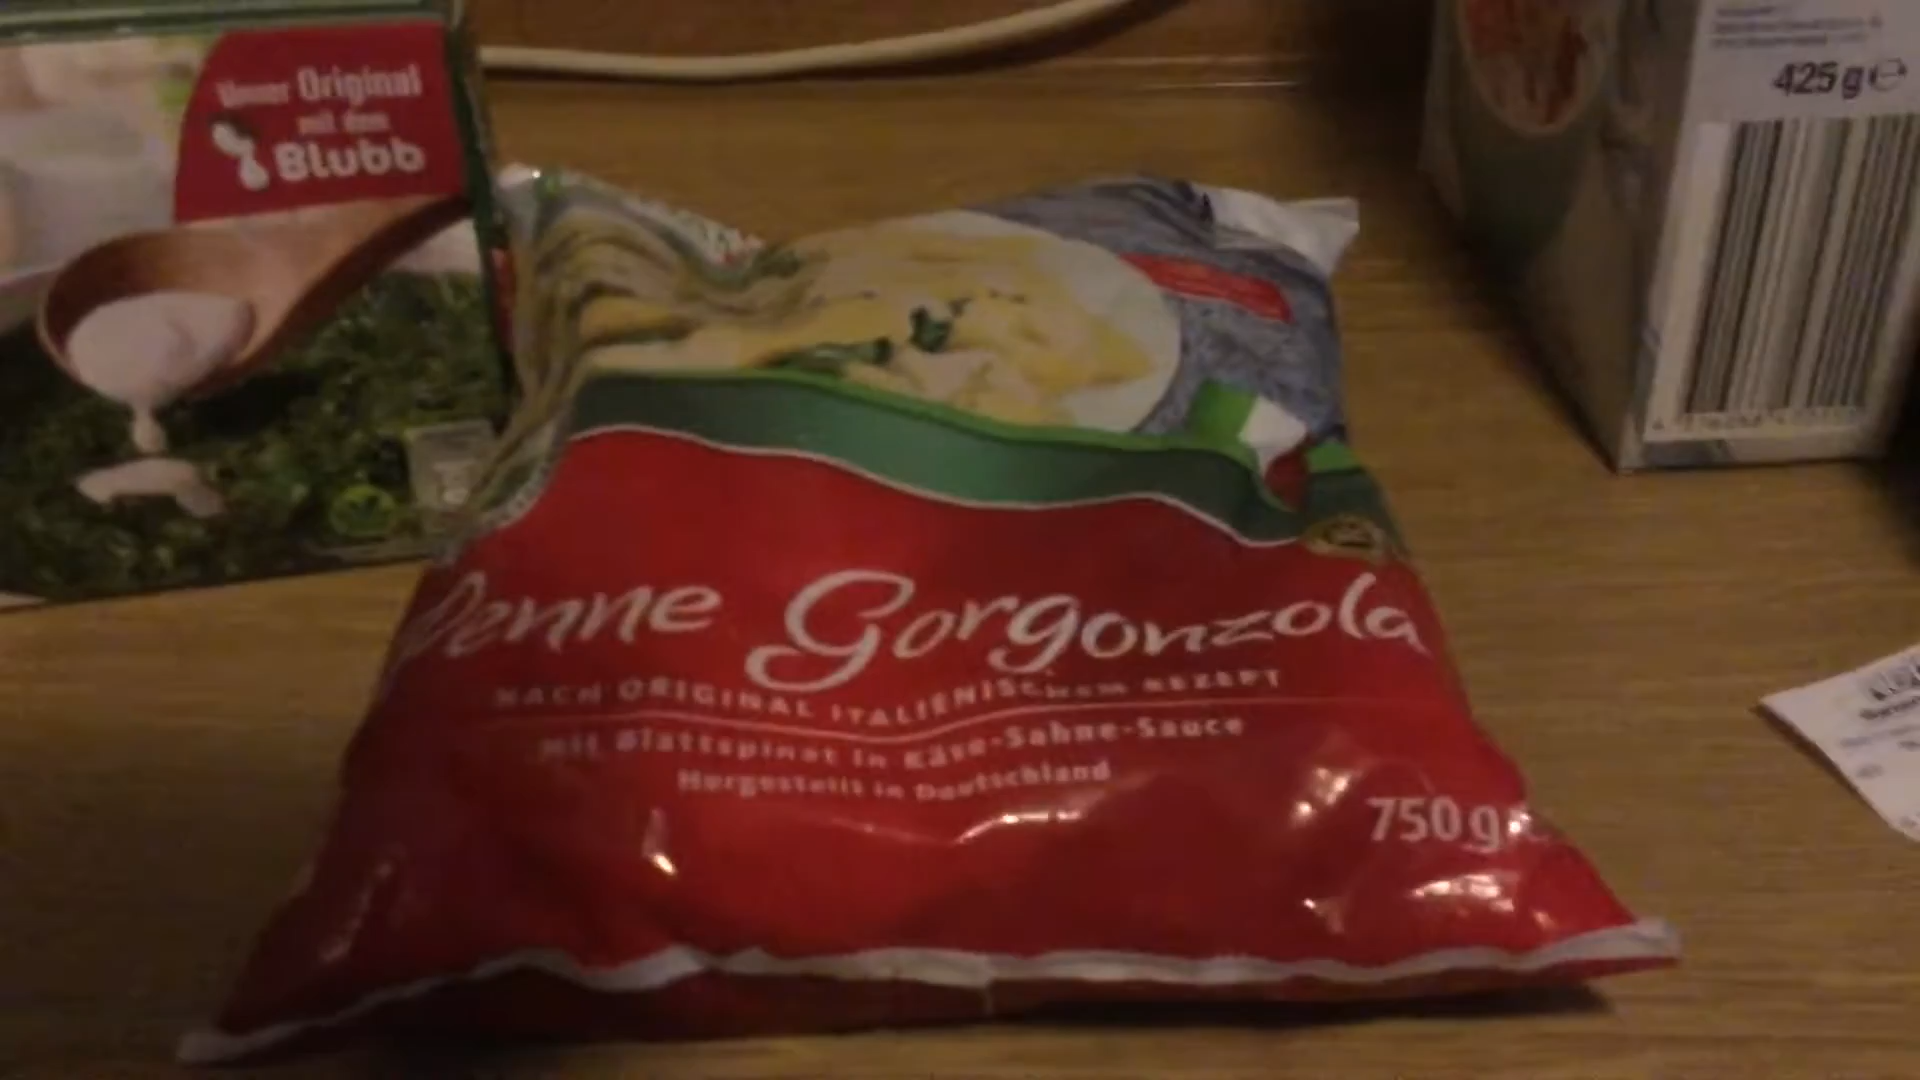 Unser Original
mit dem
Blubb
425 g ℮
Penne Gorgonzola
NACH ORIGINAL ITALIENISCHEM REZEPT
Mit Blattspinat in Käse-Sahne-Sauce
Hergestellt in Deutschland
750 g